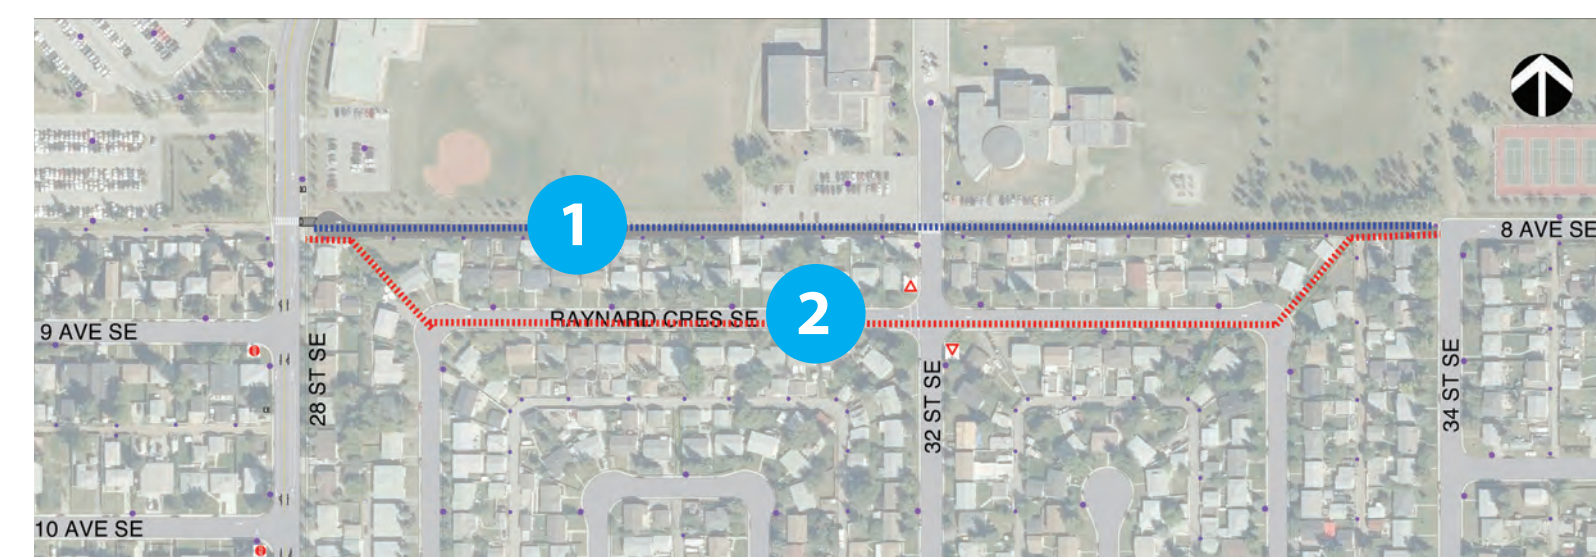 1
8 AVE SE
2
RAYNARD CRES SE
9 AVE SE
28 ST SE
32 ST SE
34 ST SE
10 AVE SE